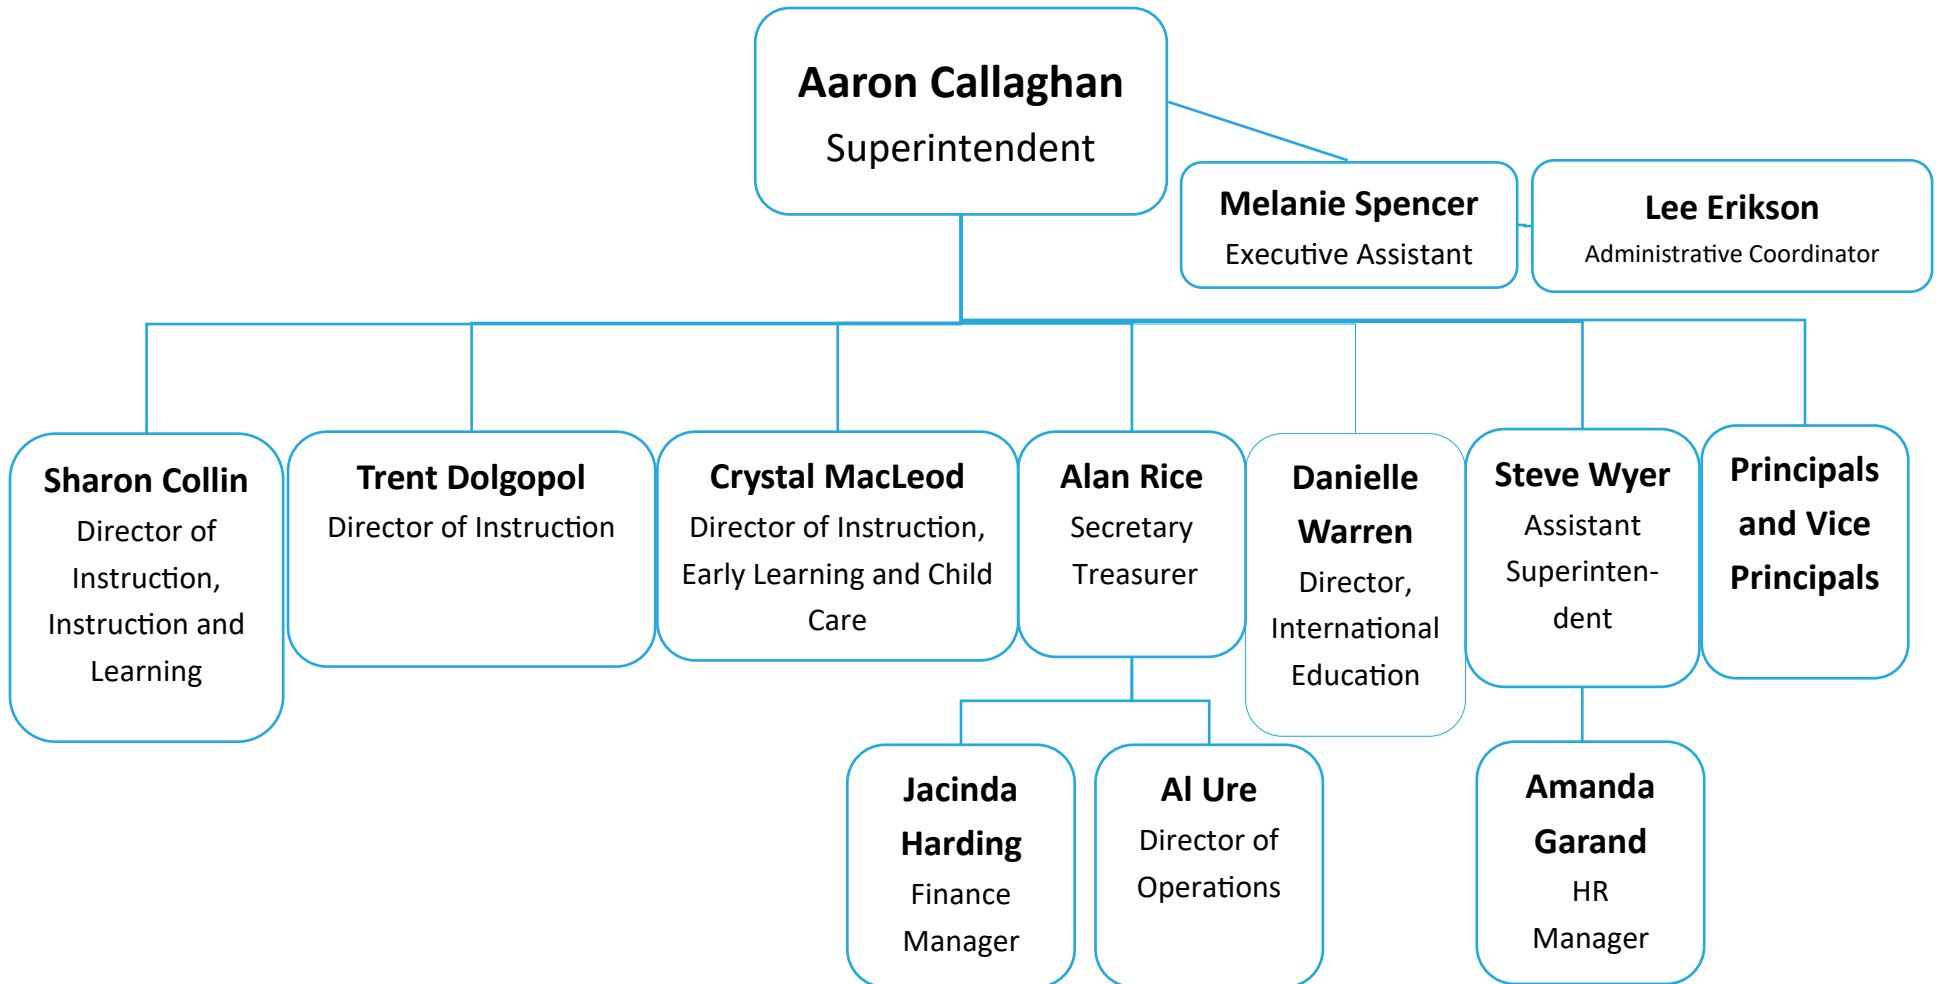 Aaron Callaghan
Superintendent
Melanie Spencer
Executive Assistant
Lee Erikson
Administrative Coordinator
Sharon Collin
Director of
Instruction,
Instruction and
Learning
Trent Dolgopol
Director of Instruction
Crystal MacLeod
Director of Instruction,
Early Learning and Child
Care
Alan Rice
Secretary
Treasurer
Danielle
Warren
Director,
International
Education
Steve Wyer
Assistant
Superinten-
dent
Principals
and Vice
Principals
Jacinda
Harding
Finance
Manager
Al Ure
Director of
Operations
Amanda
Garand
HR
Manager